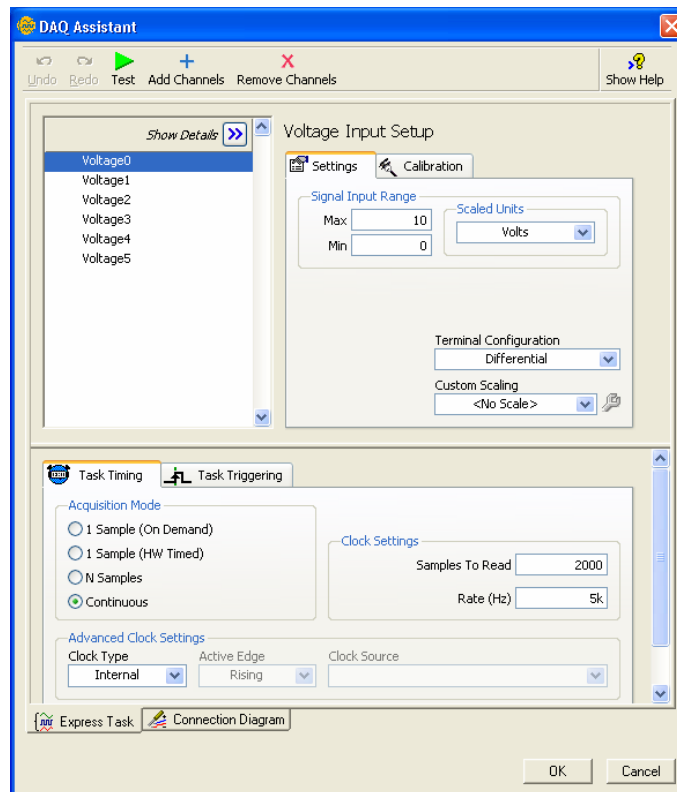 DAQ Assistant
Undo Redo Test Add Channels Remove Channels Show Help
Show Details
Voltage0
Voltage1
Voltage2
Voltage3
Voltage4
Voltage5
Voltage Input Setup
Settings Calibration
Signal Input Range
Max 10
Min 0
Scaled Units
Volts
Terminal Configuration
Differential
Custom Scaling
<No Scale>
Task Timing Task Triggering
Acquisition Mode
1 Sample (On Demand)
1 Sample (HW Timed)
N Samples
Continuous
Clock Settings
Samples To Read 2000
Rate (Hz) 5k
Advanced Clock Settings
Clock Type Active Edge Clock Source
Internal Rising
Express Task Connection Diagram
OK Cancel